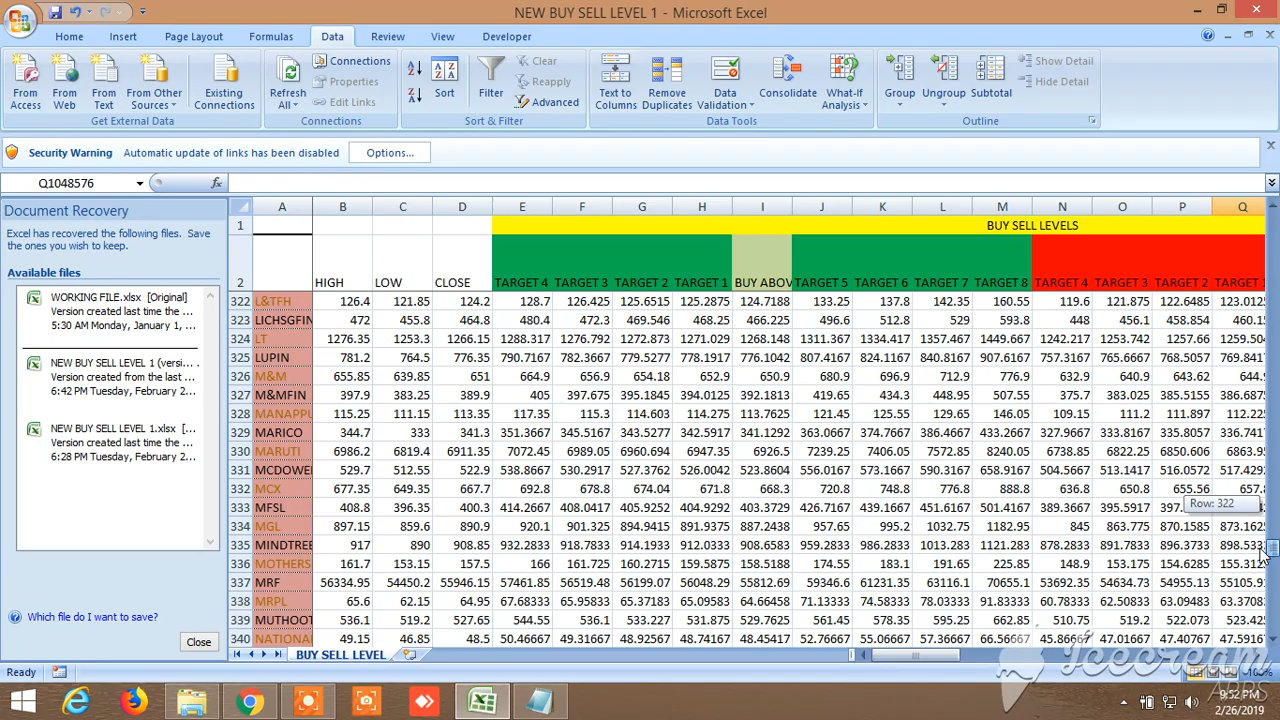 NEW BUY SELL LEVEL 1 - Microsoft Excel
Home Insert Page Layout Formulas Data Review View Developer
From Access
From Web
From Text
From Other Sources
Existing Connections
Get External Data
Refresh All
Connections
Properties
Edit Links
Connections
Sort
Filter
Clear
Reapply
Advanced
Sort & Filter
Text to Columns
Remove Duplicates
Data Validation
Consolidate
What-If Analysis
Data Tools
Group
Ungroup
Subtotal
Show Detail
Hide Detail
Outline
Security Warning Automatic update of links has been disabled Options...
Q1048576 fx
Document Recovery
Excel has recovered the following files. Save the ones you wish to keep.
Available files
WORKING FILE.xlsx [Original]
Version created last time the ...
5:30 AM Monday, January 1, ...
NEW BUY SELL LEVEL 1 (versi...
Version created from the last ...
6:42 PM Tuesday, February 2...
NEW BUY SELL LEVEL 1.xlsx [...
Version created last time the ...
6:28 PM Tuesday, February 2...
Which file do I want to save?
Close
A B C D E F G H I J K L M N O P Q
1 BUY SELL LEVELS
2 HIGH LOW CLOSE TARGET 4 TARGET 3 TARGET 2 TARGET 1 BUY ABOV TARGET 5 TARGET 6 TARGET 7 TARGET 8 TARGET 4 TARGET 3 TARGET 2 TARGET 1
322 L&TFH 126.4 121.85 124.2 128.7 126.425 125.6515 125.2875 124.7188 133.25 137.8 142.35 160.55 119.6 121.875 122.6485 123.0125
323 LICHSGFIN 472 455.8 464.8 480.4 472.3 469.546 468.25 466.225 496.6 512.8 529 593.8 448 456.1 458.854 460.15
324 LT 1276.35 1253.3 1266.15 1288.317 1276.792 1272.873 1271.029 1268.148 1311.367 1334.417 1357.467 1449.667 1242.217 1253.742 1257.66 1259.504
325 LUPIN 781.2 764.5 776.35 790.7167 782.3667 779.5279 778.1917 776.1042 807.4167 824.1167 840.8167 907.6167 757.3167 765.6667 768.5054 769.8417
326 M&M 655.85 639.85 651 664.9 656.9 654.18 652.9 650.9 680.9 696.9 712.9 776.9 632.9 640.9 643.62 644.9
327 M&MFIN 397.9 383.25 389.9 405 397.675 395.1845 394.0125 392.1813 419.65 434.3 448.95 507.55 375.7 383.025 385.5155 386.6875
328 MANAPPU 115.25 111.15 113.35 117.35 115.3 114.603 114.275 113.7625 121.45 125.55 129.65 146.05 109.15 111.2 111.897 112.225
329 MARICO 344.7 333 341.3 351.3667 345.5167 343.5277 342.5917 341.1292 363.0667 374.7667 386.4667 433.2667 327.9667 333.8167 335.8057 336.7417
330 MARUTI 6986.2 6819.4 6911.35 7072.45 6989.05 6960.694 6947.35 6926.5 7239.25 7406.05 7572.85 8240.05 6738.85 6822.25 6850.606 6863.95
331 MCDOWEL 529.7 512.55 522.9 538.8667 530.2917 527.3762 526.0042 523.8604 556.0167 573.1667 590.3167 658.9167 504.5667 513.1417 516.0572 517.4292
332 MCX 677.35 649.35 667.7 692.8 678.8 674.04 671.8 668.3 720.8 748.8 776.8 888.8 636.8 650.8 655.56 657.8
333 MFSL 408.8 396.35 400.3 414.2667 408.0417 405.9252 404.9292 403.3729 426.7167 439.1667 451.6167 501.4167 389.3667 395.5917 397.
334 MGL 897.15 859.6 890.9 920.1 901.325 894.9415 891.9375 887.2438 957.65 995.2 1032.75 1182.95 845 863.775 870.1585 873.1625
335 MINDTREE 917 890 908.85 932.2833 918.7833 914.1933 912.0333 908.6583 959.2833 986.2833 1013.283 1121.283 878.2833 891.7833 896.3733 898.533
336 MOTHERS 160.7 153.15 157.5 166 161.725 160.2715 159.5875 158.5188 174.55 183.1 191.65 225.85 148.9 153.175 154.6285 155.312
337 MRF 56334.95 54450.2 55946.15 57461.85 56519.48 56199.07 56048.29 55812.69 59346.6 61231.35 63116.1 70655.1 53692.35 54634.73 54955.13 55105.91
338 MRPL 65.6 62.15 64.95 67.68333 65.95833 65.37183 65.09583 64.66458 71.13333 74.58333 78.03333 91.83333 60.78333 62.50833 63.09483 63.37083
339 MUTHOOT 536.1 519.2 527.65 544.55 536.1 533.227 531.875 529.7625 561.45 578.35 595.25 662.85 510.75 519.2 522.073 523.425
340 NATIONAL 49.15 46.85 48.5 50.46667 49.31667 48.92567 48.74167 48.45417 52.76667 55.06667 57.36667 66.56667 45.86667 47.01667 47.40767 47.59167
Row: 322
BUY SELL LEVEL
Ready 100%
Icecream
APPS
9:52 PM
2/26/2019